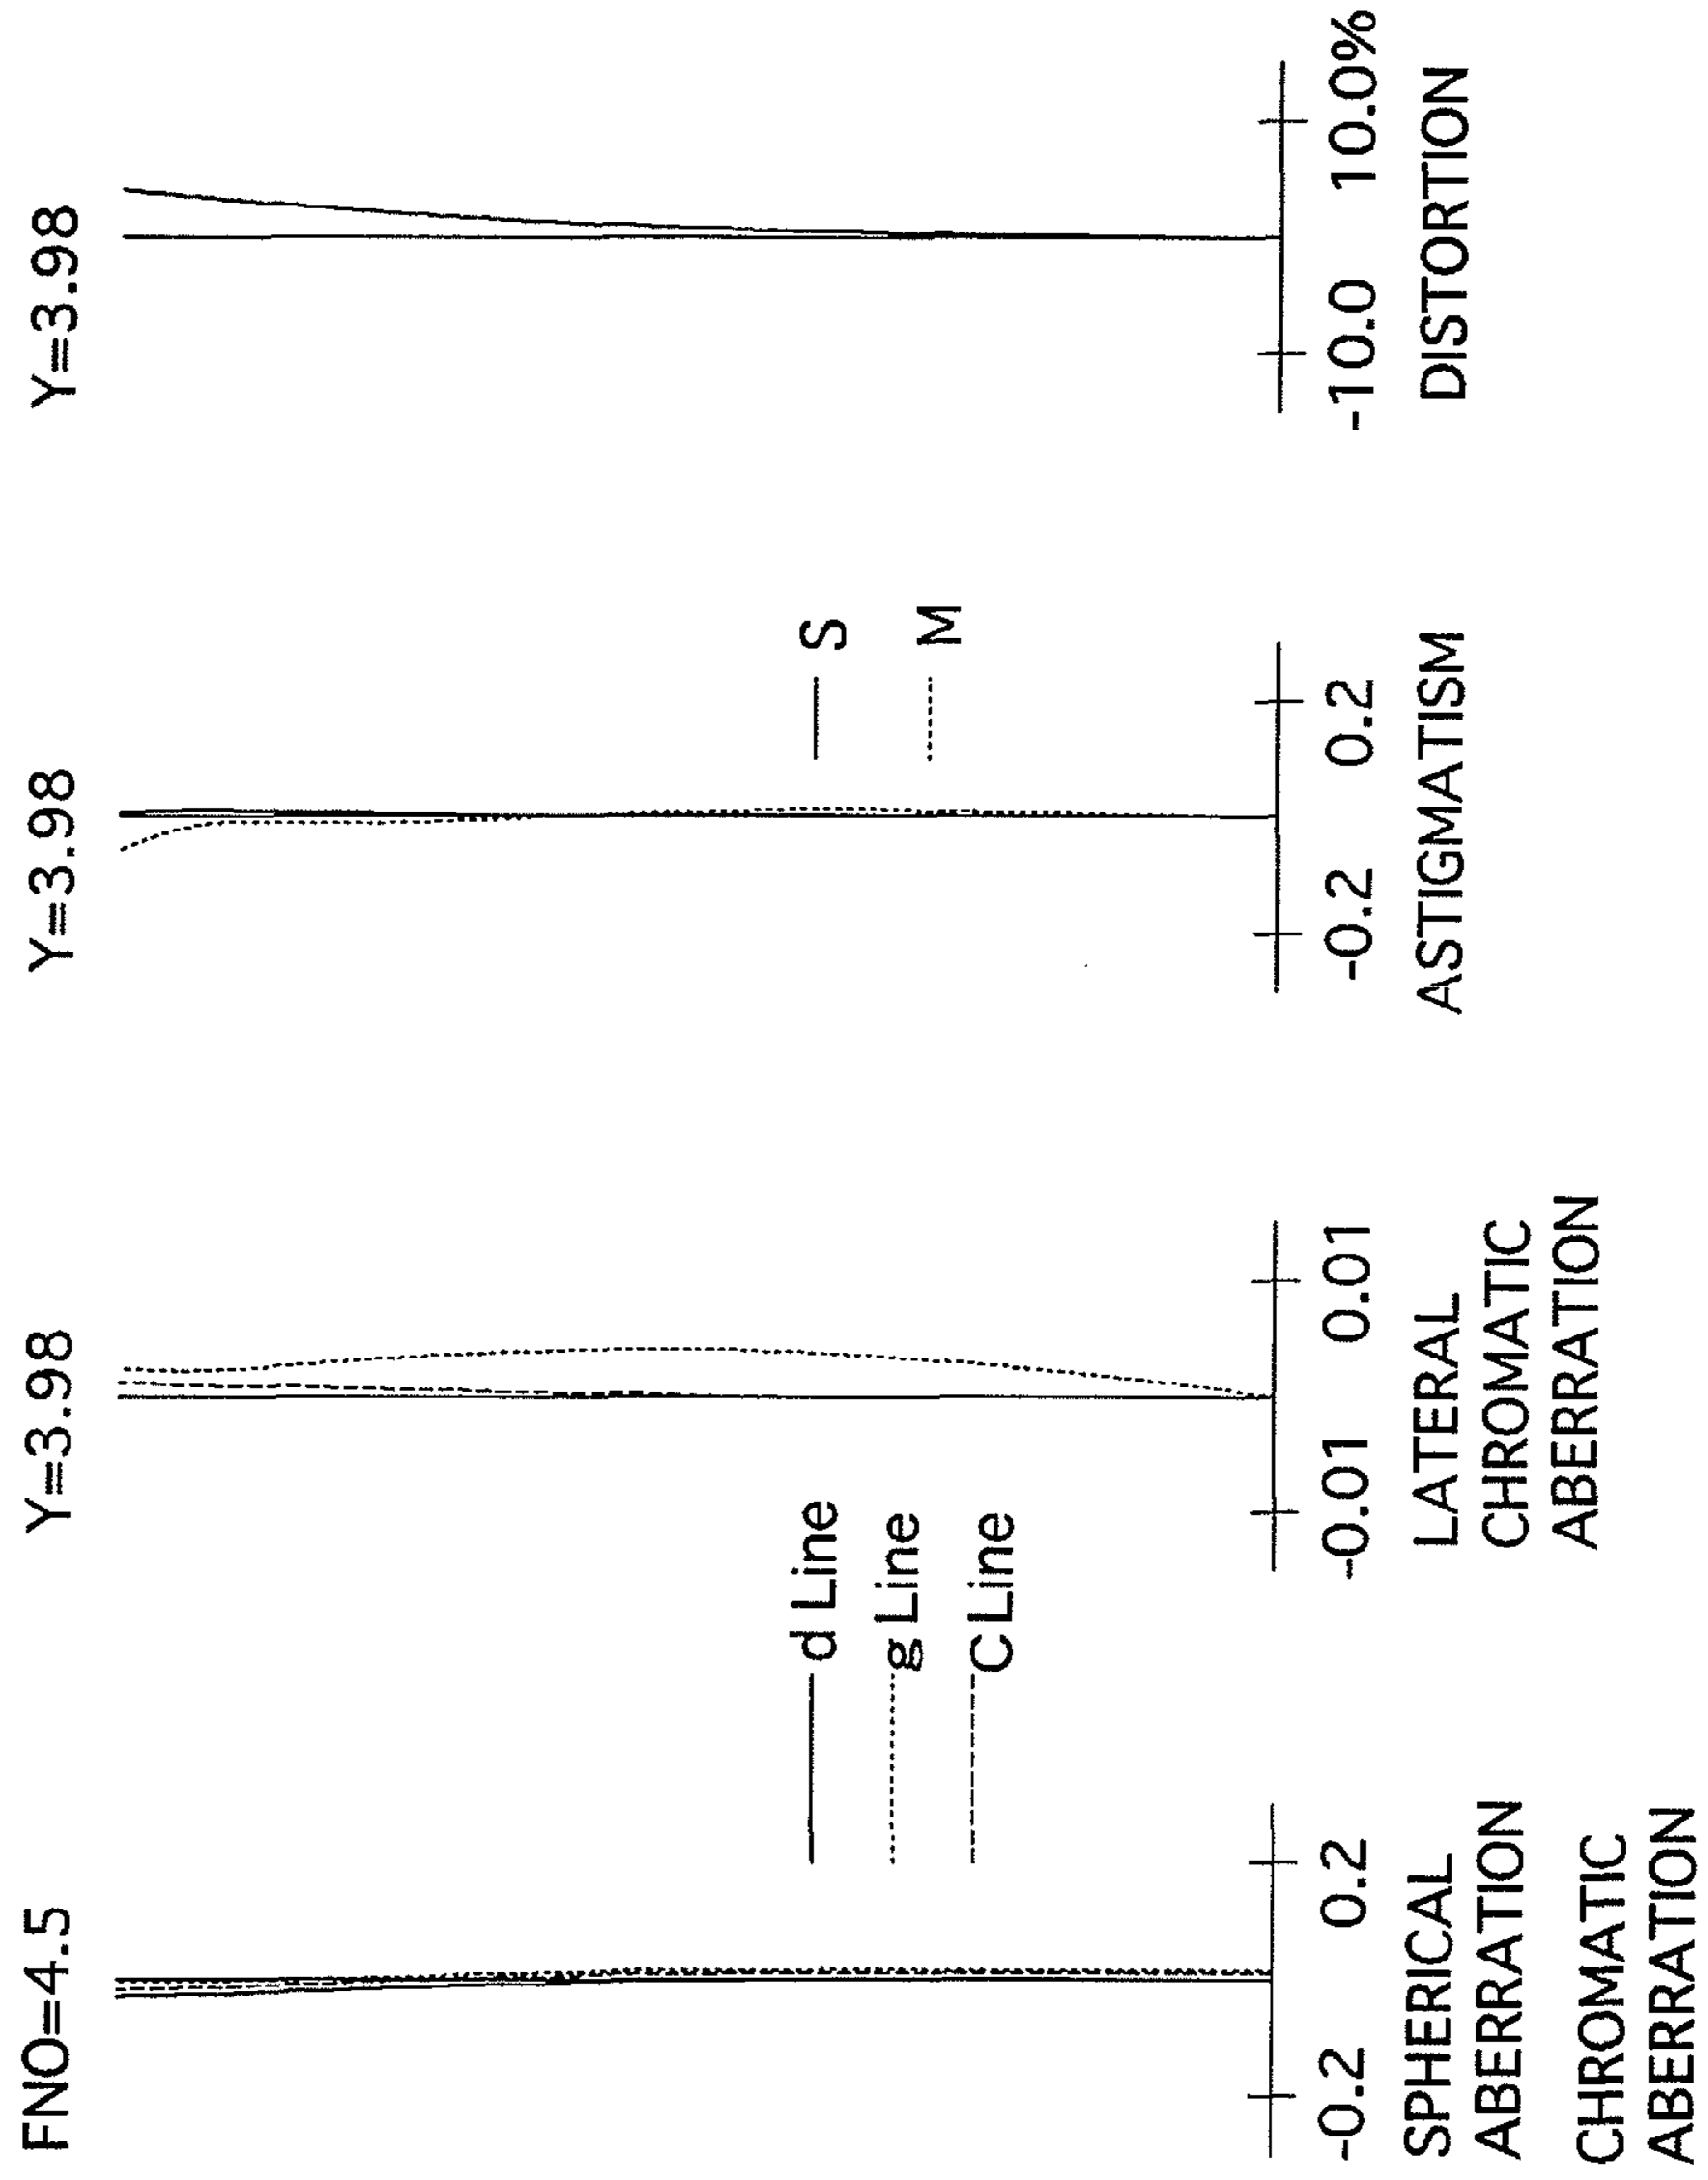 FNO=4.5
-0.2
0.2
SPHERICAL
ABERRATION
CHROMATIC
ABERRATION
d Line
g Line
C Line
Y=3.98
-0.01
0.01
LATERAL
CHROMATIC
ABERRATION
Y=3.98
-0.2
0.2
ASTIGMATISM
S
M
Y=3.98
-10.0
10.0%
DISTORTION